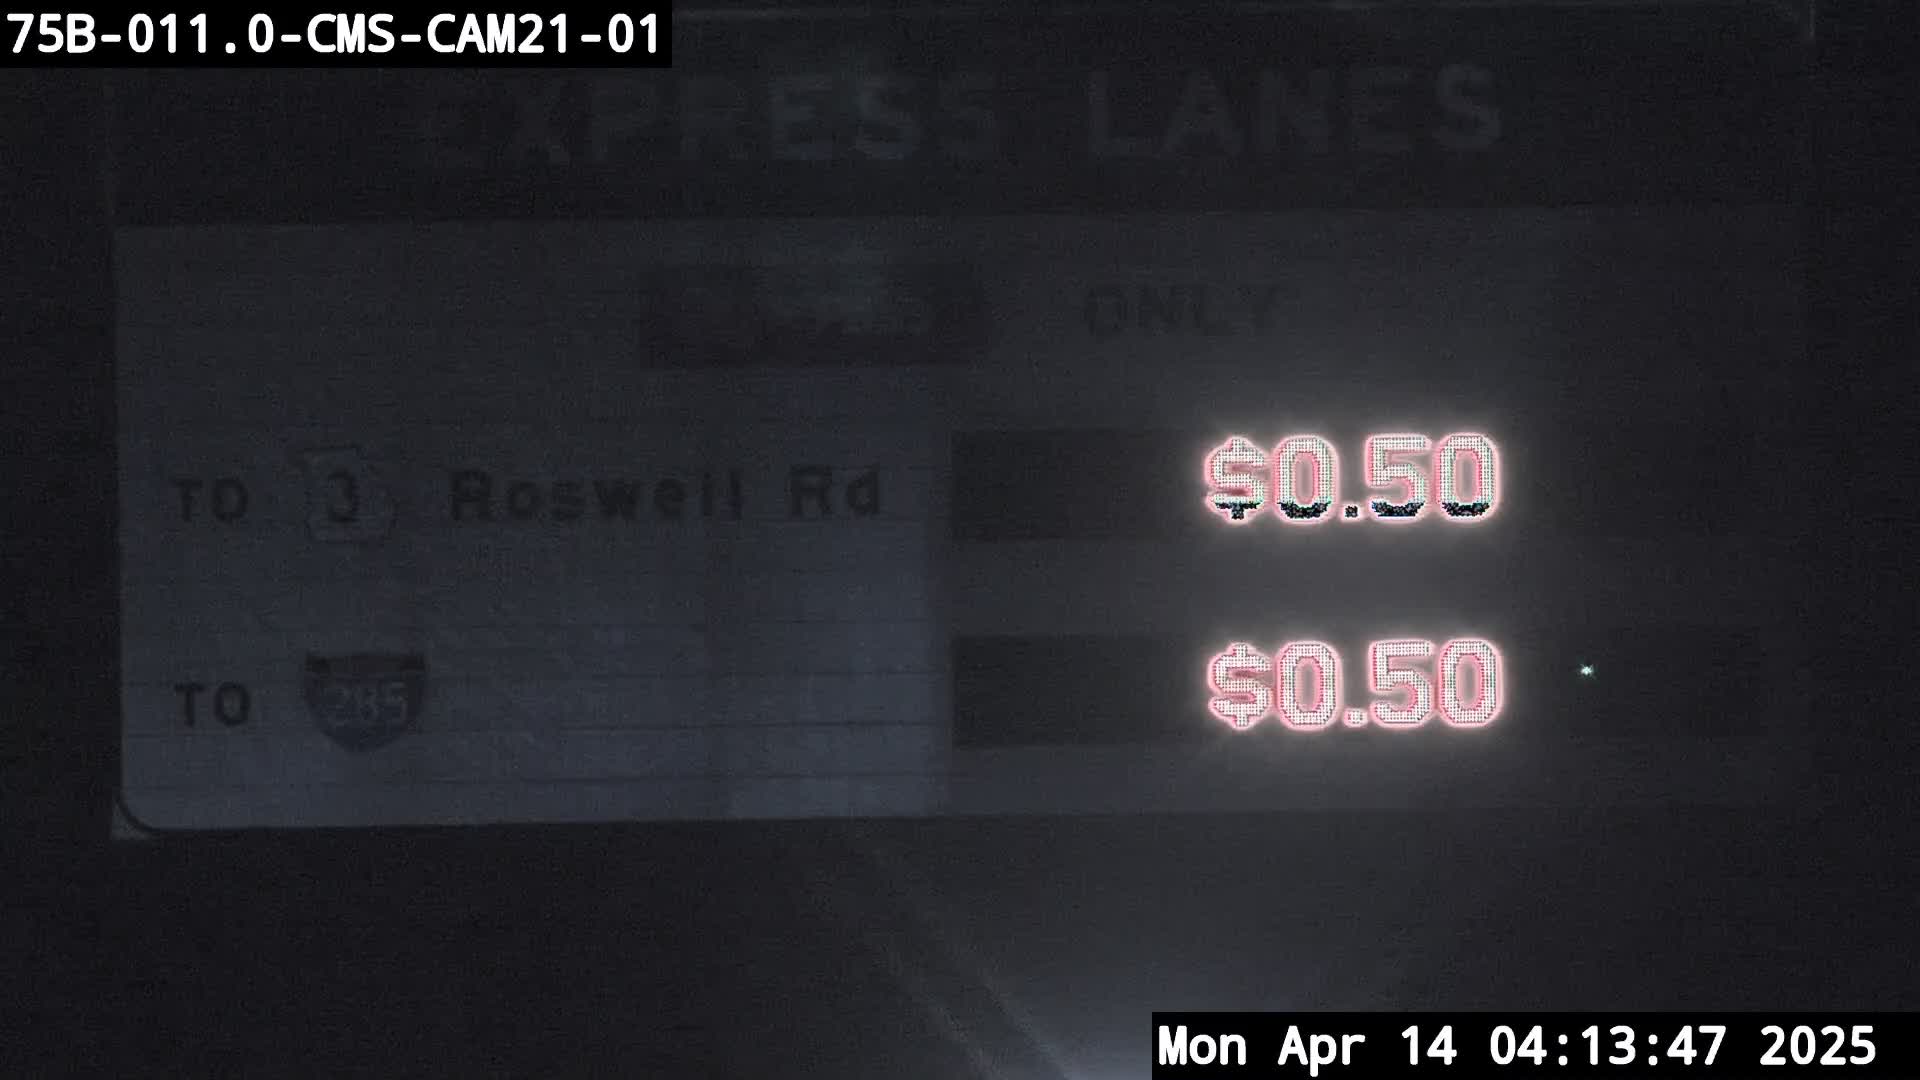 75B-011.0-CMS-CAM21-01
EXPRESS LANES
ONLY
TO 3 Roswell Rd $0.50
TO 285 $0.50
Mon Apr 14 04:13:47 2025